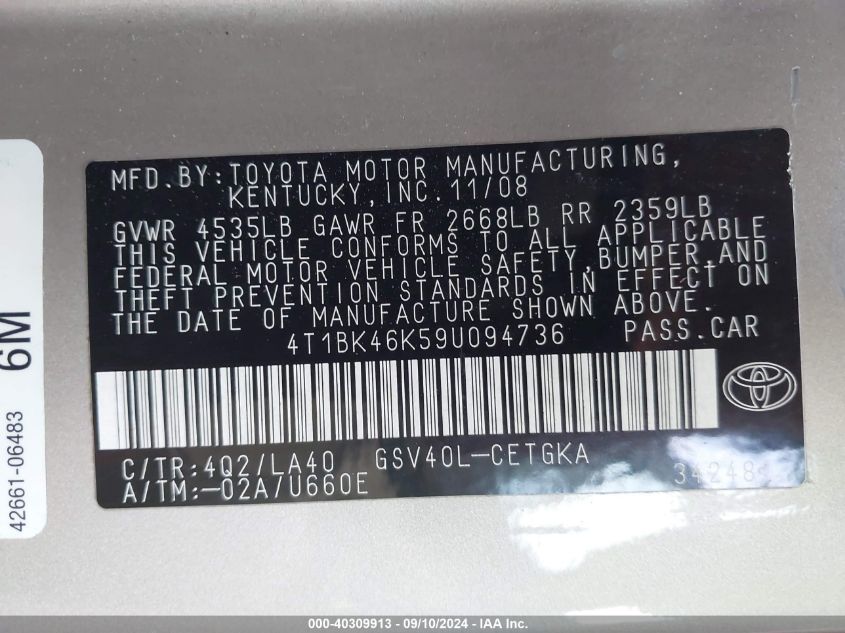 MFD.BY:TOYOTA MOTOR MANUFACTURING,
KENTUCKY,INC.11/08
GVWR 4535LB GAWR FR 2668LB RR 2359LB
THIS VEHICLE CONFORMS TO ALL APPLICABLE
FEDERAL MOTOR VEHICLE SAFETY,BUMPER,AND
THEFT PREVENTION STANDARDS IN EFFECT ON
THE DATE OF MANUFACTURE SHOWN ABOVE.
4T1BK46K59U094736 PASS.CAR
C/TR:4Q2/LA40 GSV40L-CETGKA
A/TM:-02A/U660E 34248
42661-06483 6M
000-40309913 - 09/10/2024 - IAA Inc.